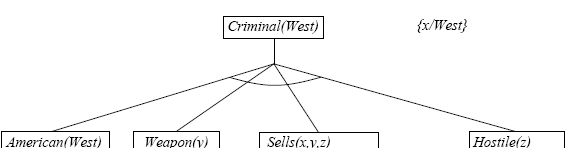 Criminal(West) {x/West}
American(West) Weapon(y) Sells(x,y,z) Hostile(z)